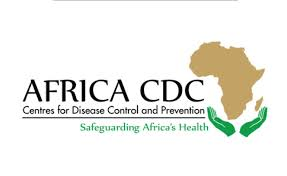 AFRICA CDC
Centres for Disease Control and Prevention
Safeguarding Africa's Health